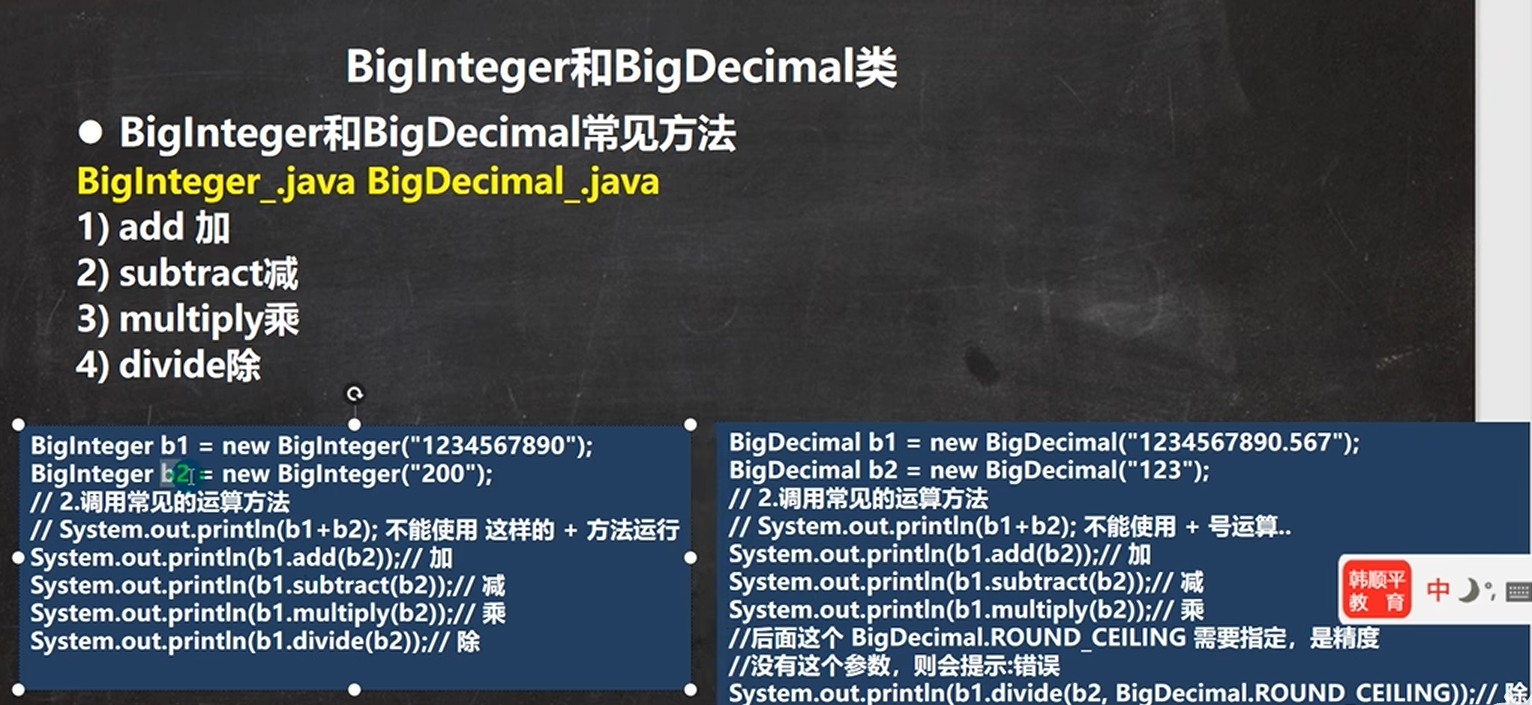 BigInteger和BigDecimal类
● BigInteger和BigDecimal常见方法
BigInteger_.java BigDecimal_.java
1) add 加
2) subtract减
3) multiply乘
4) divide除
BigInteger b1 = new BigInteger("1234567890");
BigInteger b2 = new BigInteger("200");
// 2.调用常见的运算方法
// System.out.println(b1+b2); 不能使用 这样的 + 方法运行
System.out.println(b1.add(b2));// 加
System.out.println(b1.subtract(b2));// 减
System.out.println(b1.multiply(b2));// 乘
System.out.println(b1.divide(b2));// 除
BigDecimal b1 = new BigDecimal("1234567890.567");
BigDecimal b2 = new BigDecimal("123");
// 2.调用常见的运算方法
// System.out.println(b1+b2); 不能使用 + 号运算..
System.out.println(b1.add(b2));// 加
System.out.println(b1.subtract(b2));// 减
System.out.println(b1.multiply(b2));// 乘
//后面这个 BigDecimal.ROUND_CEILING 需要指定，是精度
//没有这个参数，则会提示:错误
System.out.println(b1.divide(b2, BigDecimal.ROUND_CEILING));// 除
韩顺平
教 育
中